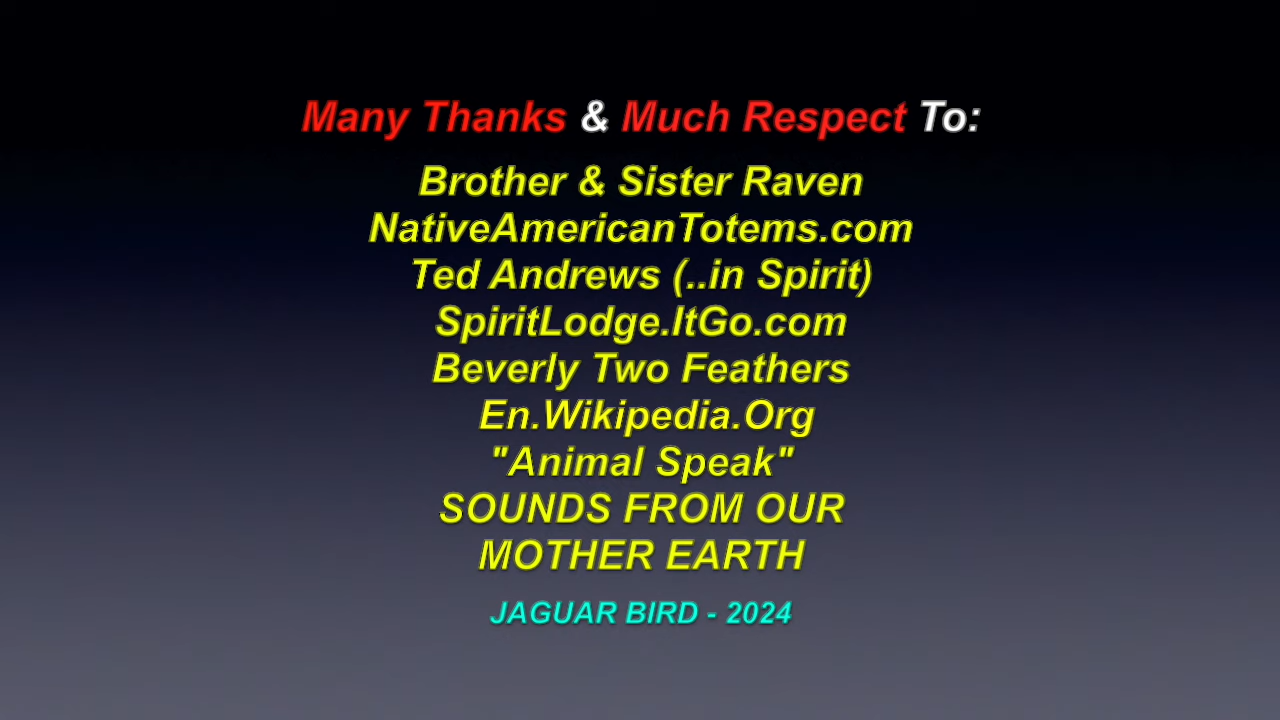 Many Thanks & Much Respect To:
Brother & Sister Raven
NativeAmericanTotems.com
Ted Andrews (..in Spirit)
SpiritLodge.ItGo.com
Beverly Two Feathers
En.Wikipedia.Org
"Animal Speak"
SOUNDS FROM OUR
MOTHER EARTH
JAGUAR BIRD - 2024